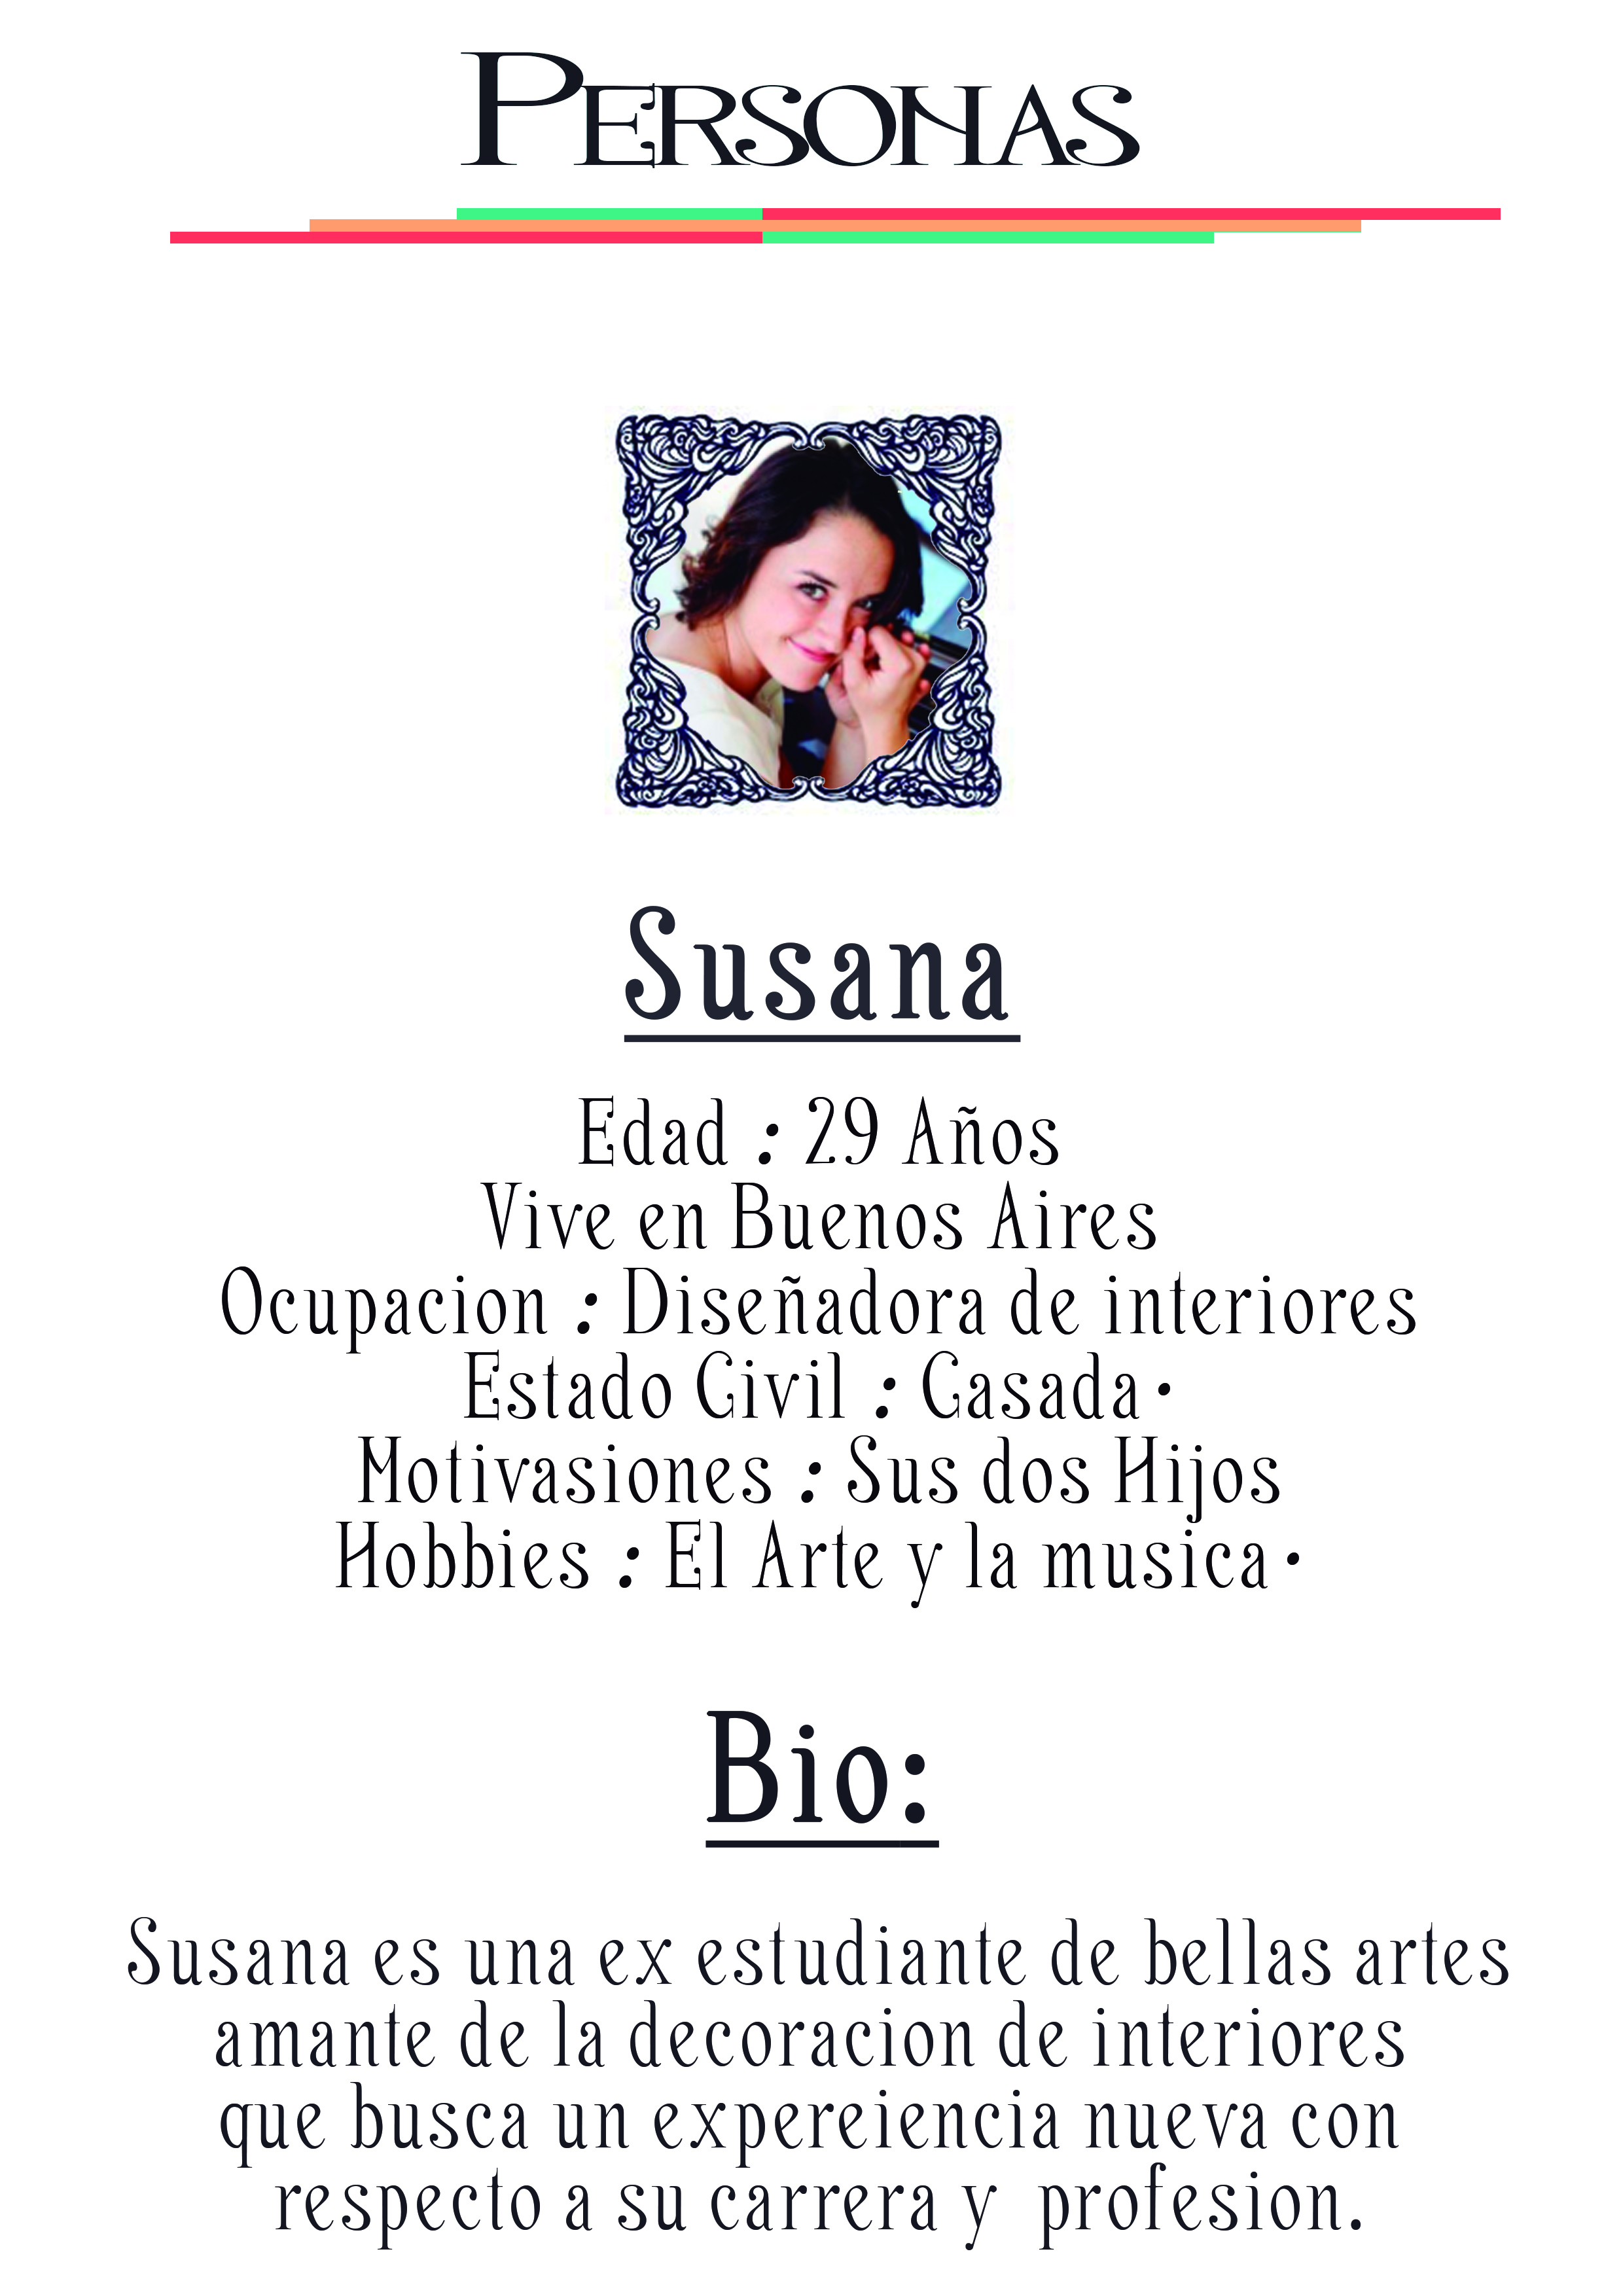 Personas
Susana
Edad : 29 Años
Vive en Buenos Aires
Ocupacion : Diseñadora de interiores
Estado Civil : Casada.
Motivasiones : Sus dos Hijos
Hobbies : El Arte y la musica.
Bio:
Susana es una ex estudiante de bellas artes
amante de la decoracion de interiores
que busca un expereiencia nueva con
respecto a su carrera y profesion.